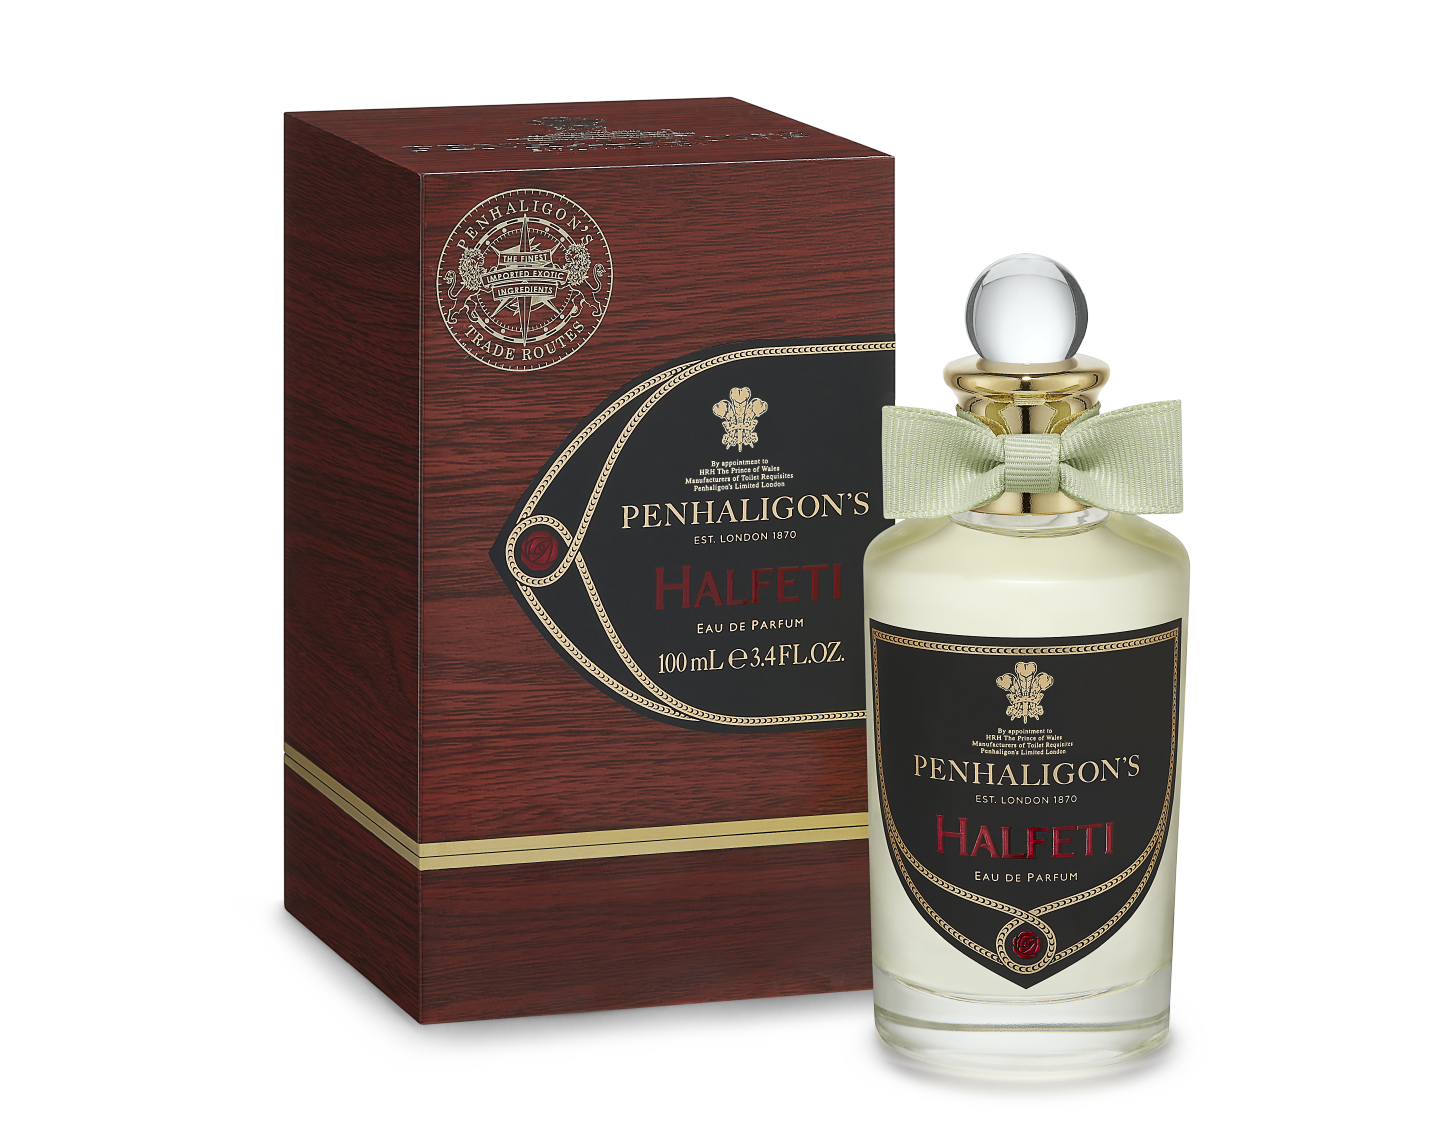 PENHALIGON'S
THE FINEST
IMPORTED EXOTIC
INGREDIENTS
TRADE ROUTES
By appointment to
HRH The Prince of Wales
Manufacturers of Toilet Requisites
Penhaligon's Limited London
PENHALIGON'S
EST. LONDON 1870
HALFETI
EAU DE PARFUM
100 mL ℮ 3.4 FL.OZ.
By appointment to
HRH The Prince of Wales
Manufacturers of Toilet Requisites
Penhaligon's Limited London
PENHALIGON'S
EST. LONDON 1870
HALFETI
EAU DE PARFUM